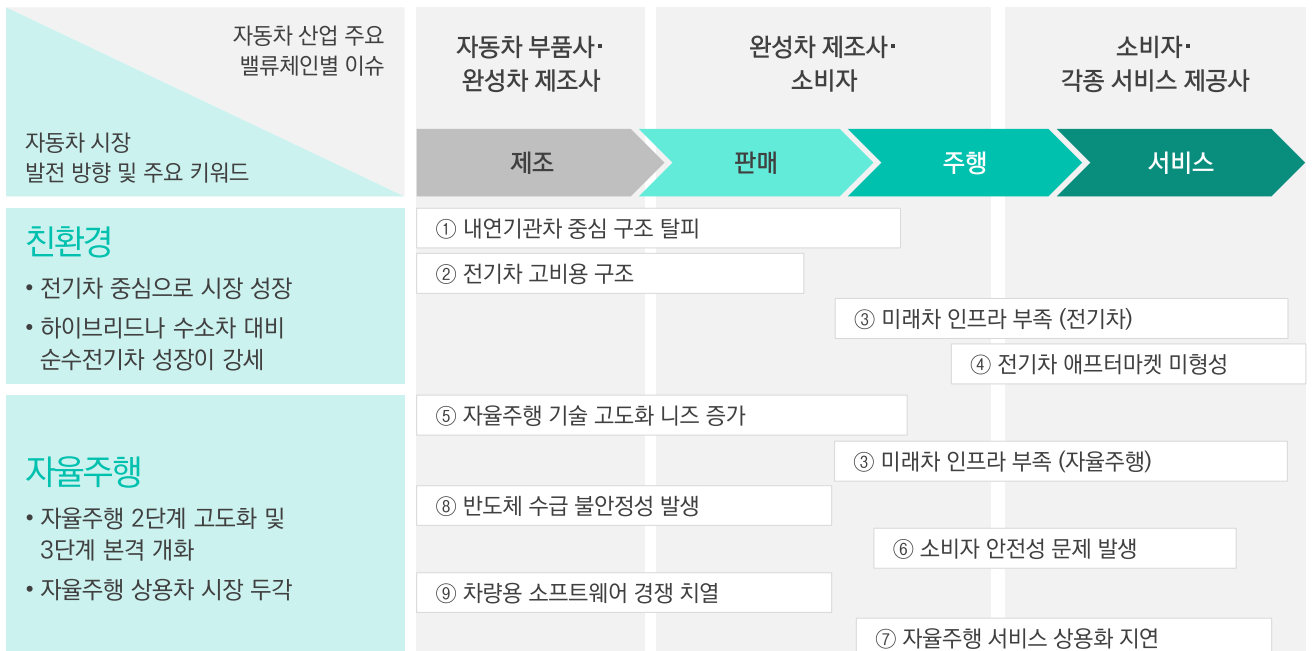 자동차 산업 주요
밸류체인별 이슈
자동차 시장
발전 방향 및 주요 키워드
자동차 부품사·
완성차 제조사
완성차 제조사·
소비자
소비자·
각종 서비스 제공사
제조
판매
주행
서비스
친환경
• 전기차 중심으로 시장 성장
• 하이브리드나 수소차 대비
순수전기차 성장이 강세
① 내연기관차 중심 구조 탈피
② 전기차 고비용 구조
③ 미래차 인프라 부족 (전기차)
④ 전기차 애프터마켓 미형성
자율주행
• 자율주행 2단계 고도화 및
3단계 본격 개화
• 자율주행 상용차 시장 두각
⑤ 자율주행 기술 고도화 니즈 증가
③ 미래차 인프라 부족 (자율주행)
⑧ 반도체 수급 불안정성 발생
⑥ 소비자 안전성 문제 발생
⑨ 차량용 소프트웨어 경쟁 치열
⑦ 자율주행 서비스 상용화 지연